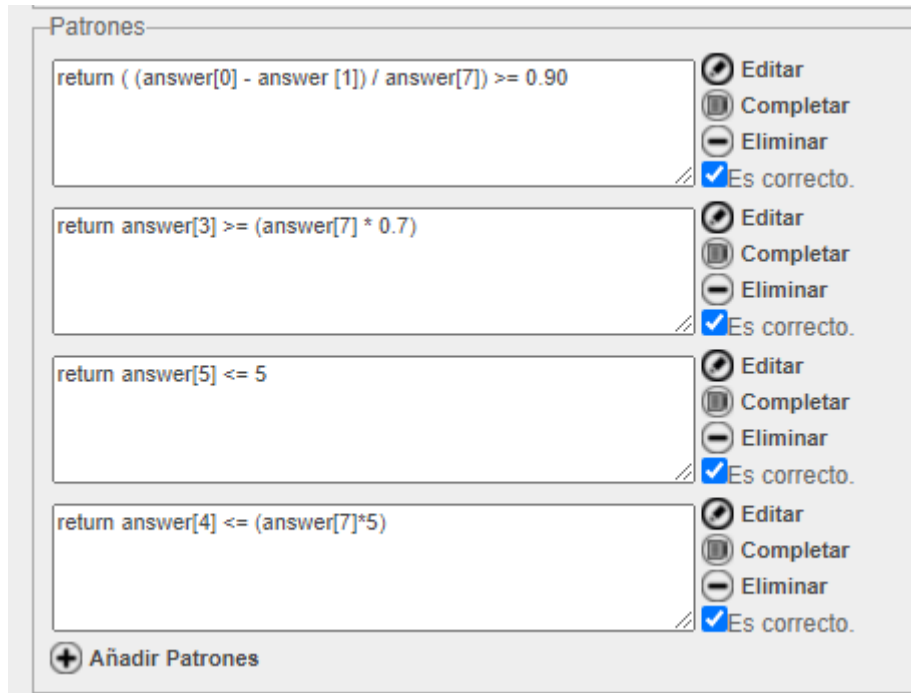 Patrones
return ( (answer[0] - answer [1]) / answer[7]) >= 0.90
Editar
Completar
Eliminar
Es correcto.
return answer[3] >= (answer[7] * 0.7)
Editar
Completar
Eliminar
Es correcto.
return answer[5] <= 5
Editar
Completar
Eliminar
Es correcto.
return answer[4] <= (answer[7]*5)
Editar
Completar
Eliminar
Es correcto.
Añadir Patrones